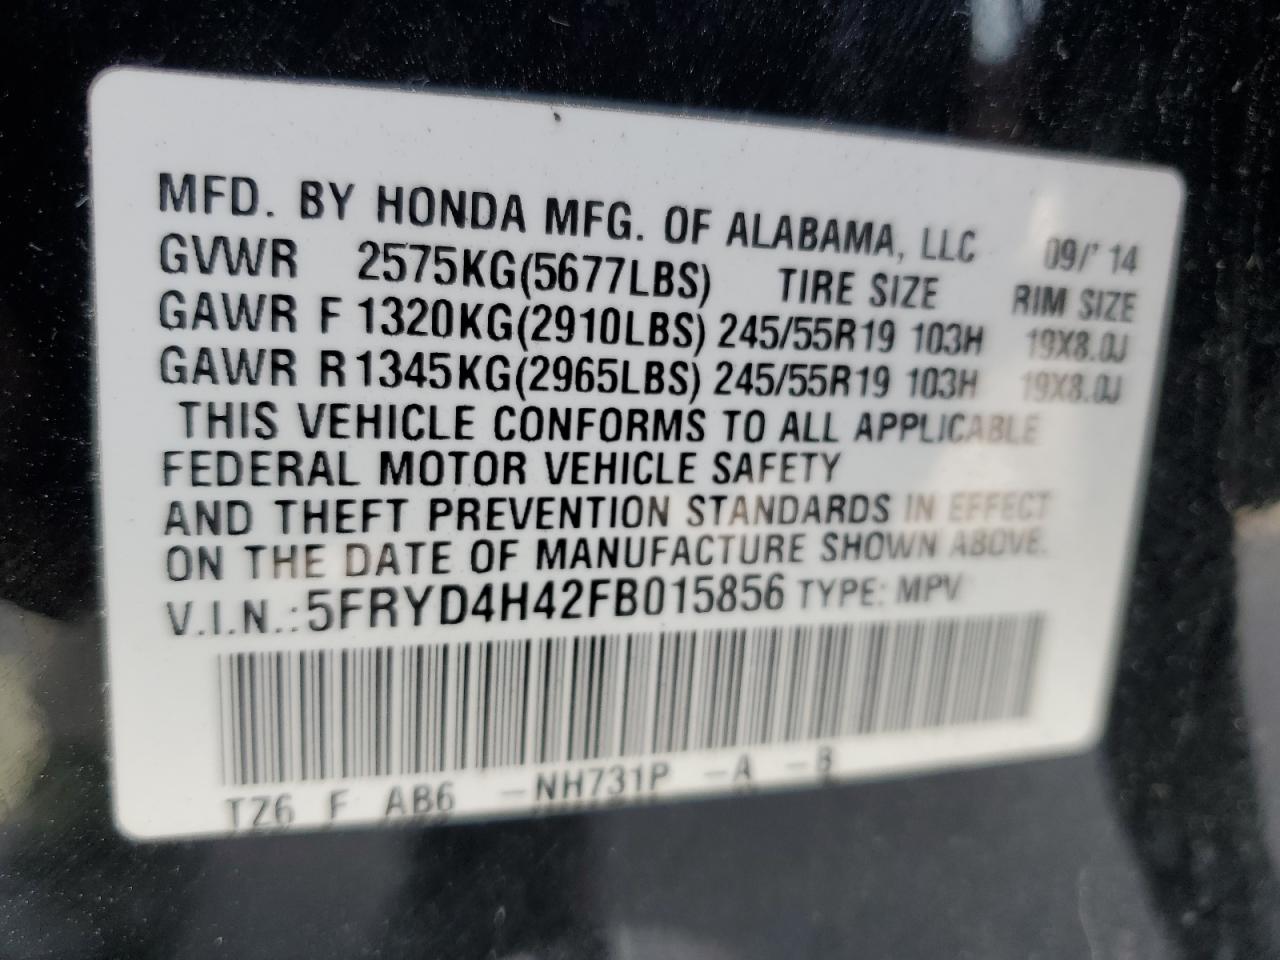 MFD. BY HONDA MFG. OF ALABAMA, LLC 09/'14
GVWR 2575KG(5677LBS) TIRE SIZE RIM SIZE
GAWR F 1320KG(2910LBS) 245/55R19 103H 19X8.0J
GAWR R 1345KG(2965LBS) 245/55R19 103H 19X8.0J
THIS VEHICLE CONFORMS TO ALL APPLICABLE
FEDERAL MOTOR VEHICLE SAFETY
AND THEFT PREVENTION STANDARDS IN EFFECT
ON THE DATE OF MANUFACTURE SHOWN ABOVE.
V.I.N.: 5FRYD4H42FB015856 TYPE: MPV
TZ6 F AB6 -NH731P -A -B